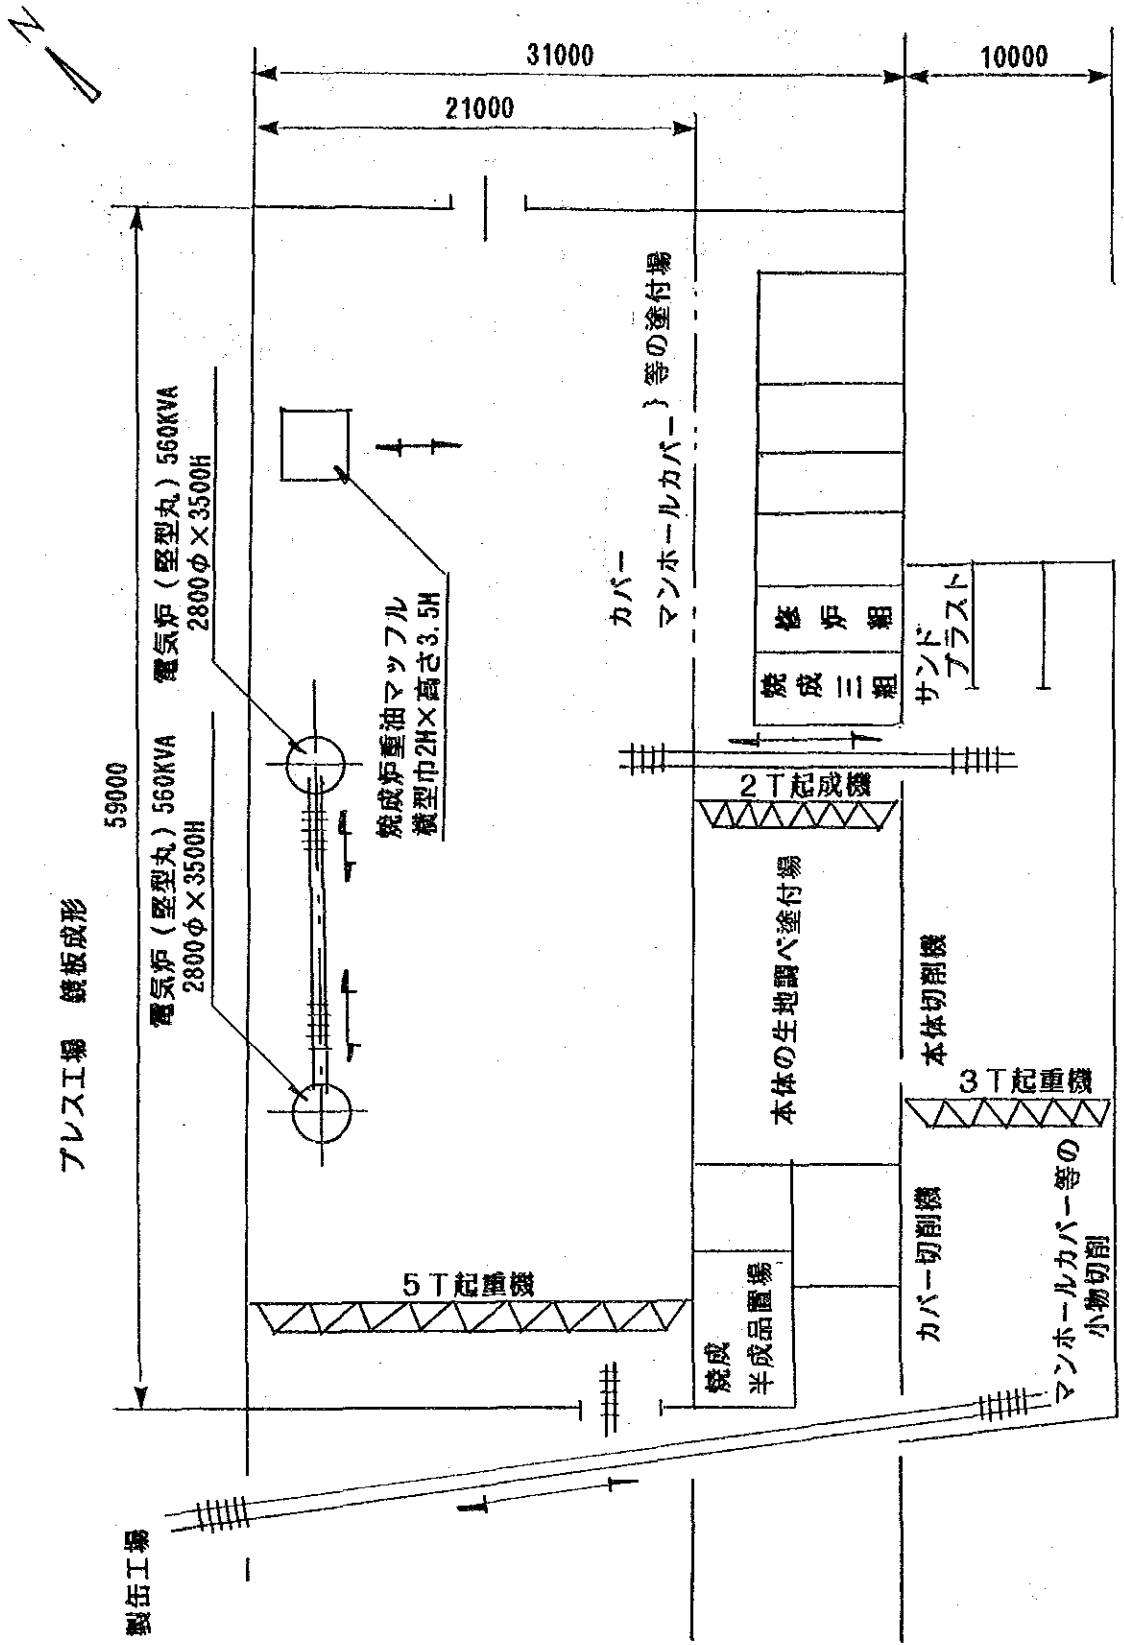 N
31000
10000
21000
59000
プレス工場 鏡板成形
電気炉(堅型丸)560KVA
2800φ×3500H
電気炉(堅型丸)560KVA
2800φ×3500H
焼成炉重油マッフル
横型巾2M×高さ3.5M
カバー
マンホールカバー}等の塗付場
修炉組
焼成三組
サンド
ブラスト
2T起成機
本体の生地調べ塗付場
本体切削機
3T起重機
5T起重機
焼成
半成品置場
カバー切削機
マンホールカバー等の
小物切削
製缶工場